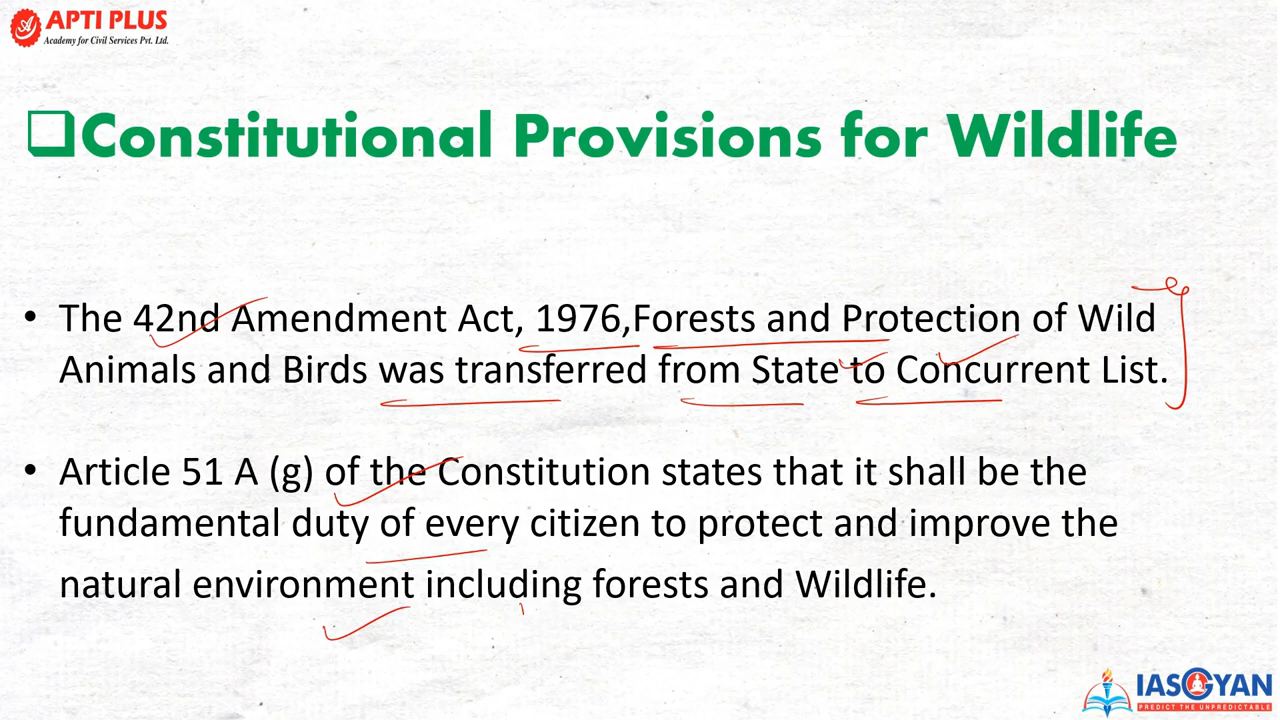 APTI PLUS
Academy for Civil Services Pvt. Ltd.
Constitutional Provisions for Wildlife
• The 42nd Amendment Act, 1976,Forests and Protection of Wild
Animals and Birds was transferred from State to Concurrent List.
• Article 51 A (g) of the Constitution states that it shall be the
fundamental duty of every citizen to protect and improve the
natural environment including forests and Wildlife.
IASGYAN
PREDICT THE UNPREDICTABLE